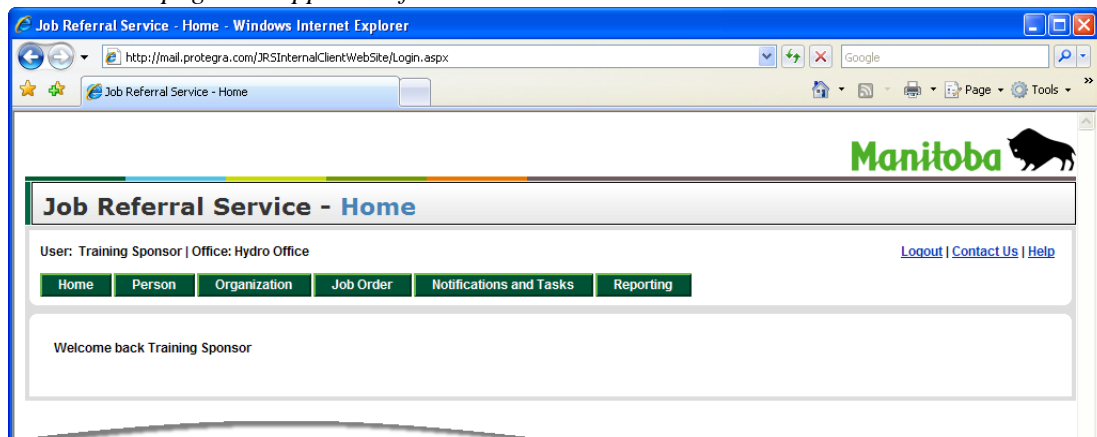 Job Referral Service - Home - Windows Internet Explorer
http://mail.protegra.com/JRSInternalClientWebSite/Login.aspx
Google
Job Referral Service - Home
Page
Tools
»
Manitoba
Job Referral Service - Home
User: Training Sponsor | Office: Hydro Office
Logout | Contact Us | Help
Home Person Organization Job Order Notifications and Tasks Reporting
Welcome back Training Sponsor